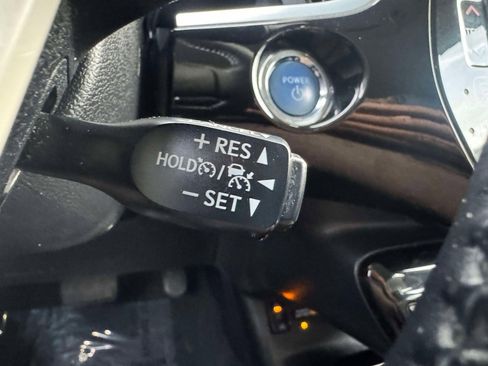 POWER
+ RES ▲
HOLD / ◀
− SET ▼